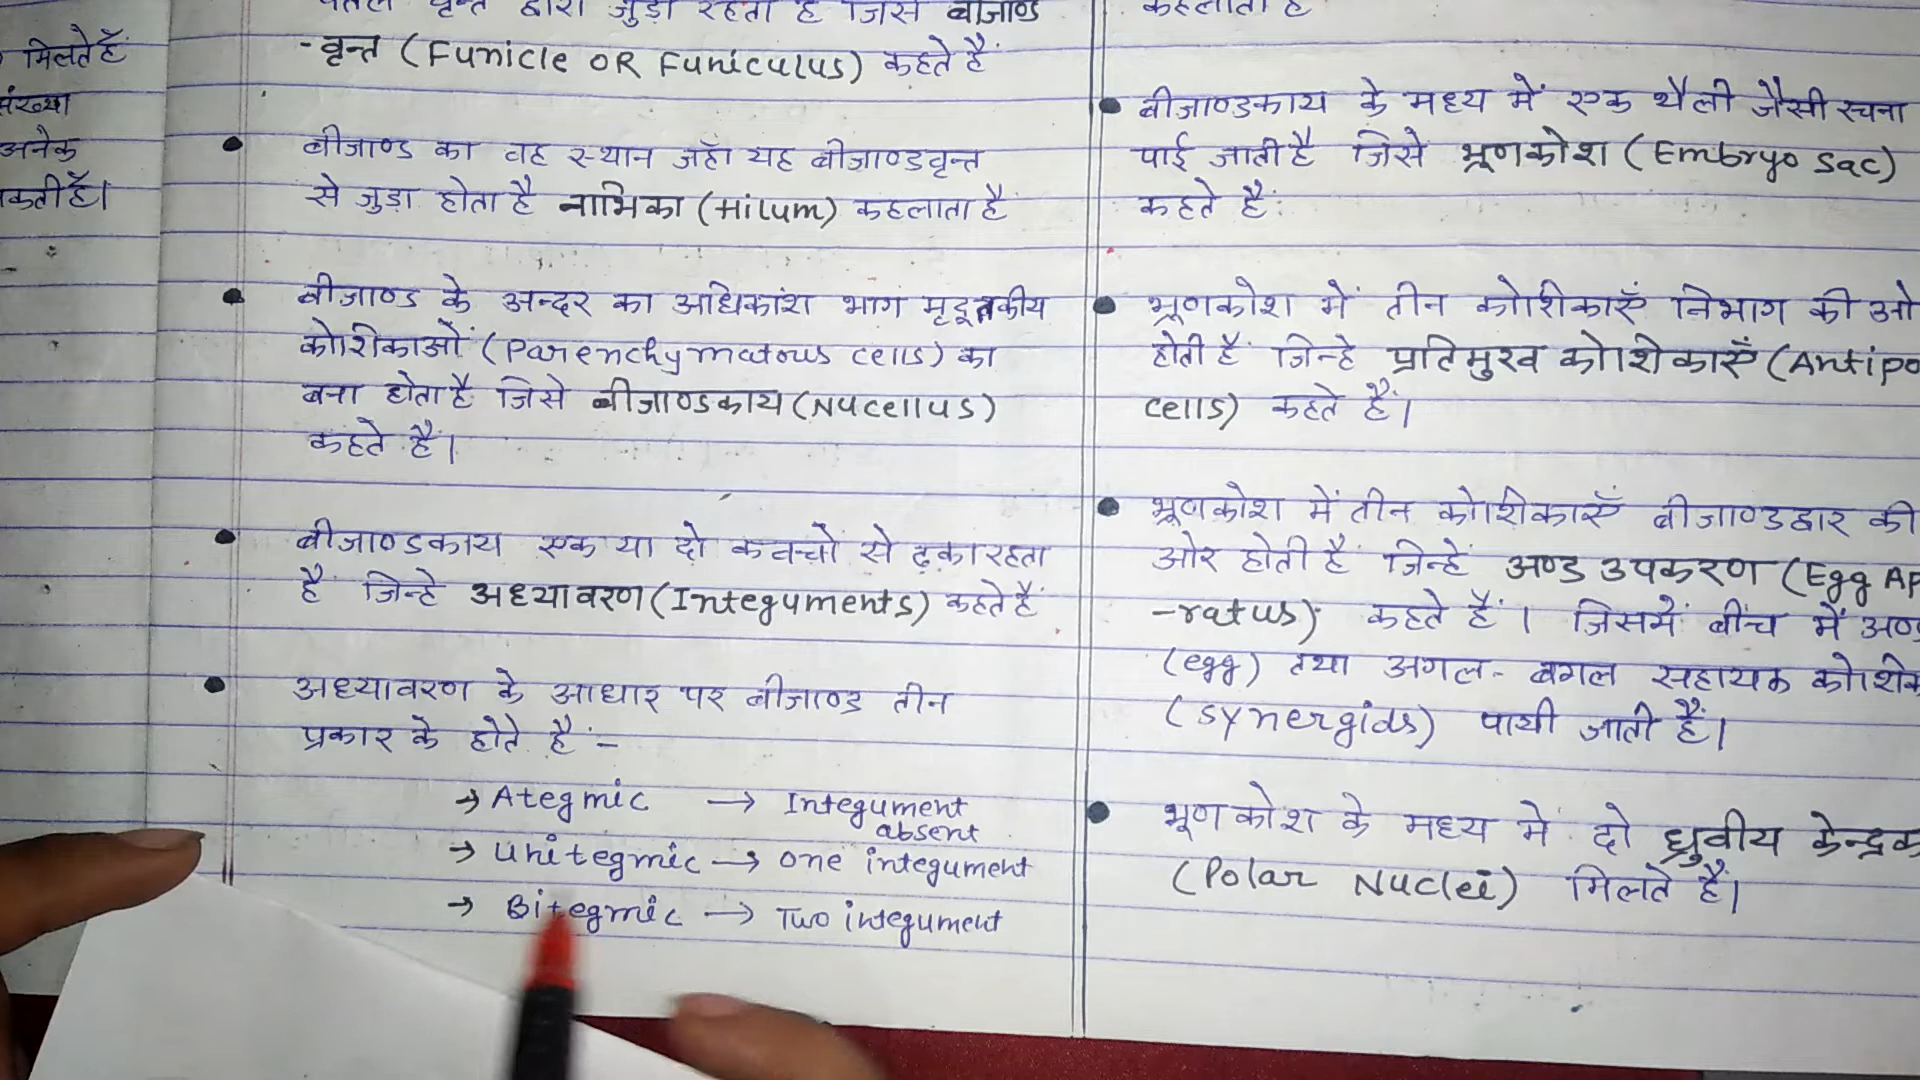 मिलते हैं
संख्या
अनेक
कती हैं।
पतले वृन्त द्वारा जुड़ा रहता है जिसे बीजाण्ड
-वृन्त (Funicle OR Funiculus) कहते हैं
बीजाण्ड का वह स्थान जहाँ यह बीजाण्डवृन्त
से जुड़ा होता है नाभिका (Hilum) कहलाता है
बीजाण्ड के अन्दर का अधिकांश भाग मृदूतकीय
कोशिकाओं (Parenchymatous cells) का
बना होता है जिसे बीजाण्डकाय (Nucellus)
कहते हैं।
बीजाण्डकाय एक या दो कवचों से ढ़का रहता
है जिन्हे अध्यावरण (Integuments) कहते हैं
अध्यावरण के आधार पर बीजाण्ड तीन
प्रकार के होते है :-
→ Ategmic → Integument
absent
→ Unitegmic → one integument
→ Bitegmic → Two integument
कहलाता है
बीजाण्डकाय के मध्य में एक थैली जैसी रचना
पाई जाती है जिसे भ्रूणकोश (Embryo sac)
कहते हैं
भ्रूणकोश में तीन कोशिकाएँ निभाग की ओ
होती हैं जिन्हे प्रतिमुख कोशिकाएँ (Antipo
cells) कहते हैं।
भ्रूणकोश में तीन कोशिकाएँ बीजाण्डद्वार की
ओर होती हैं जिन्हें अण्ड उपकरण (Egg AP
-ratus) कहते हैं । जिसमें बींच में अण्ड
(egg) तथा अगल-बगल सहायक कोशिक
(synergids) पायी जाती हैं।
भ्रूणकोश के मध्य में दो ध्रुवीय केन्द्रक
(Polar Nuclei) मिलते हैं।